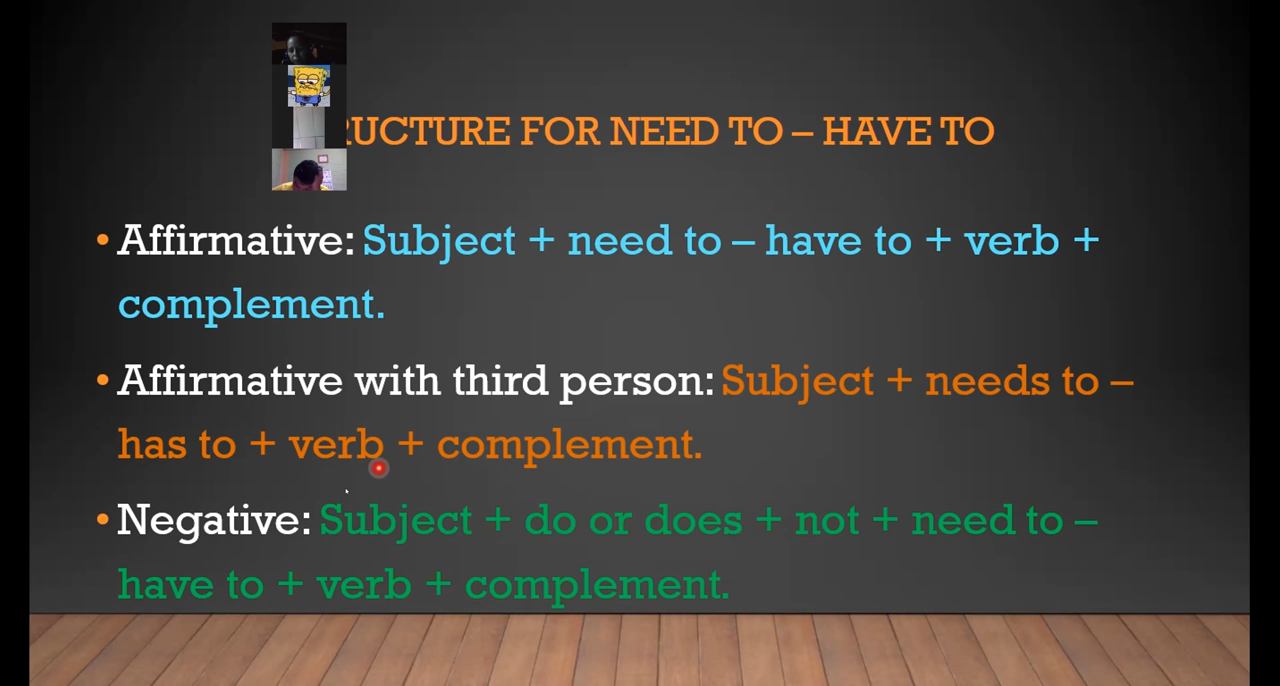 RUCTURE FOR NEED TO – HAVE TO
• Affirmative: Subject + need to – have to + verb +
complement.
• Affirmative with third person: Subject + needs to –
has to + verb + complement.
• Negative: Subject + do or does + not + need to –
have to + verb + complement.